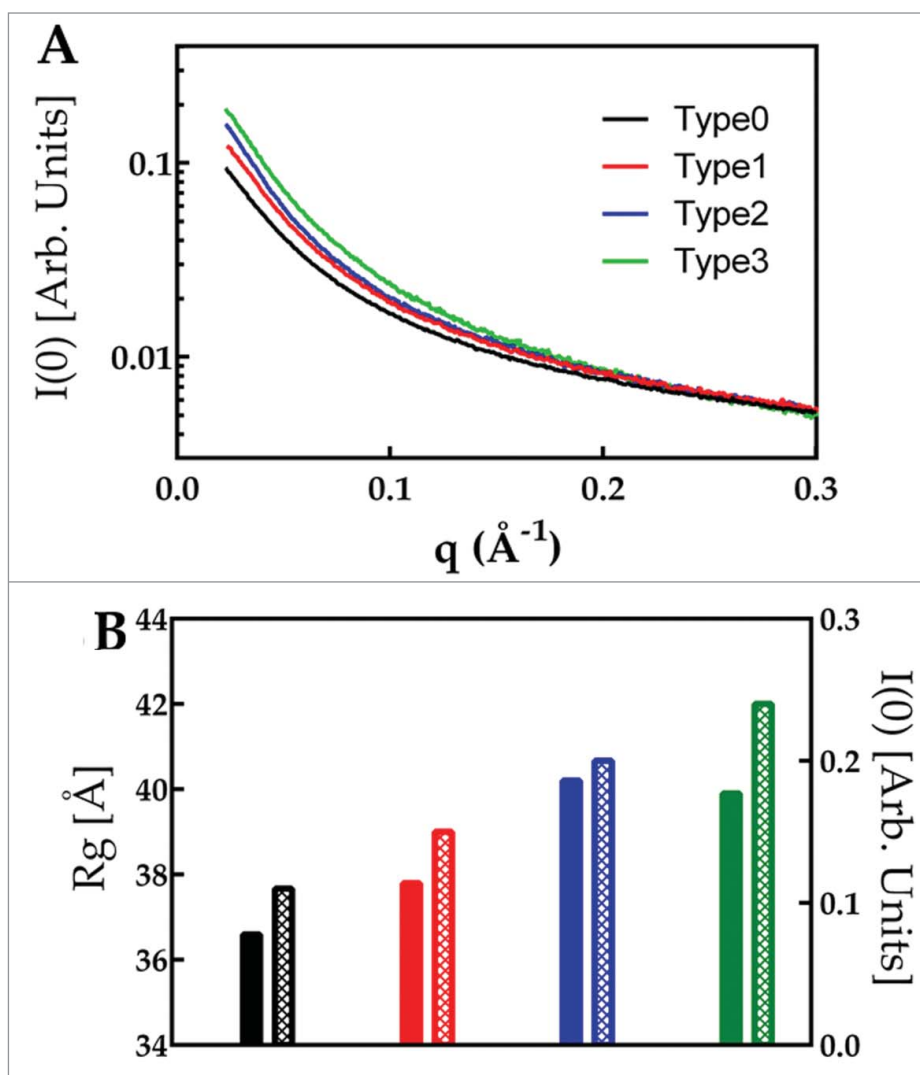 A
I(0) [Arb. Units]
0.1
0.01
Type0
Type1
Type2
Type3
0.0
0.1
0.2
0.3
q (Å⁻¹)
B
Rg [Å]
44
42
40
38
36
34
0.3
0.2
0.1
0.0
I(0) [Arb. Units]